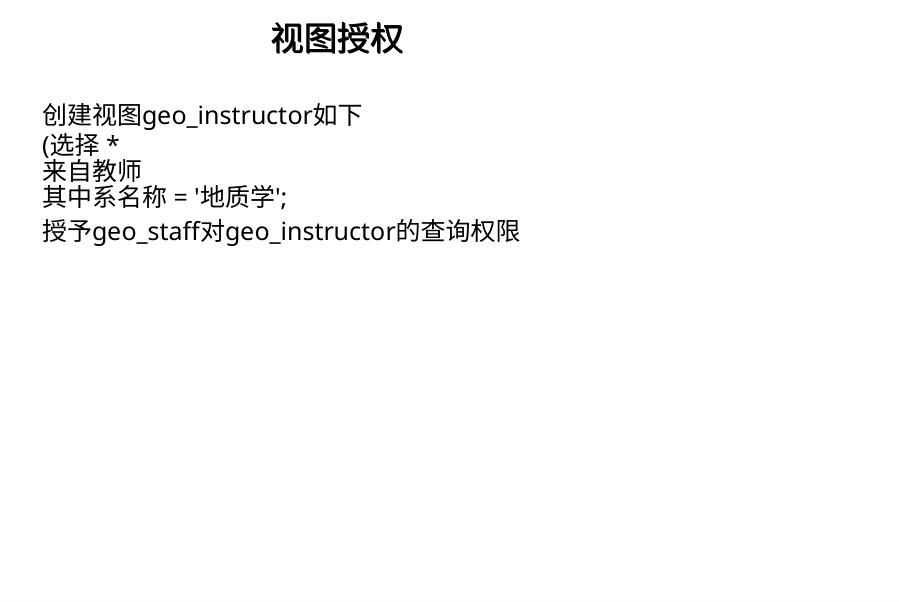 视图授权
创建视图geo_instructor如下
(选择 *
来自教师
其中系名称 = '地质学';
授予geo_staff对geo_instructor的查询权限